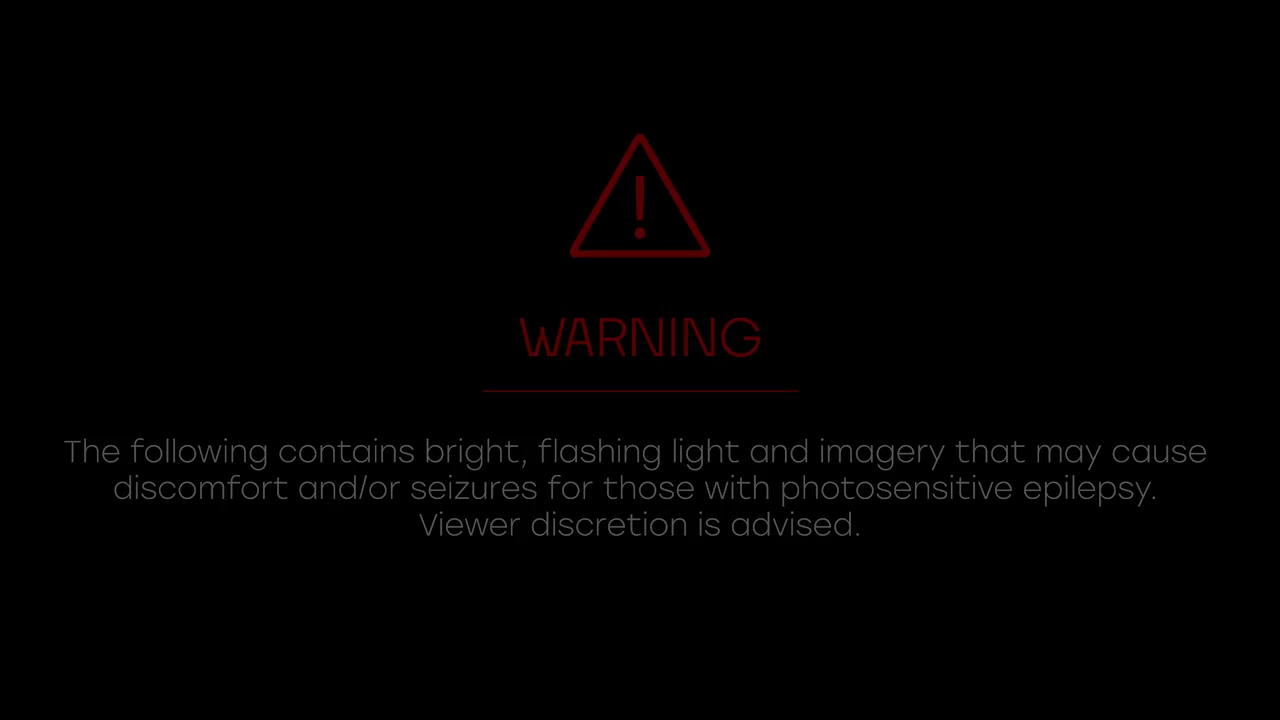 WARNING
The following contains bright, flashing light and imagery that may cause
discomfort and/or seizures for those with photosensitive epilepsy.
Viewer discretion is advised.